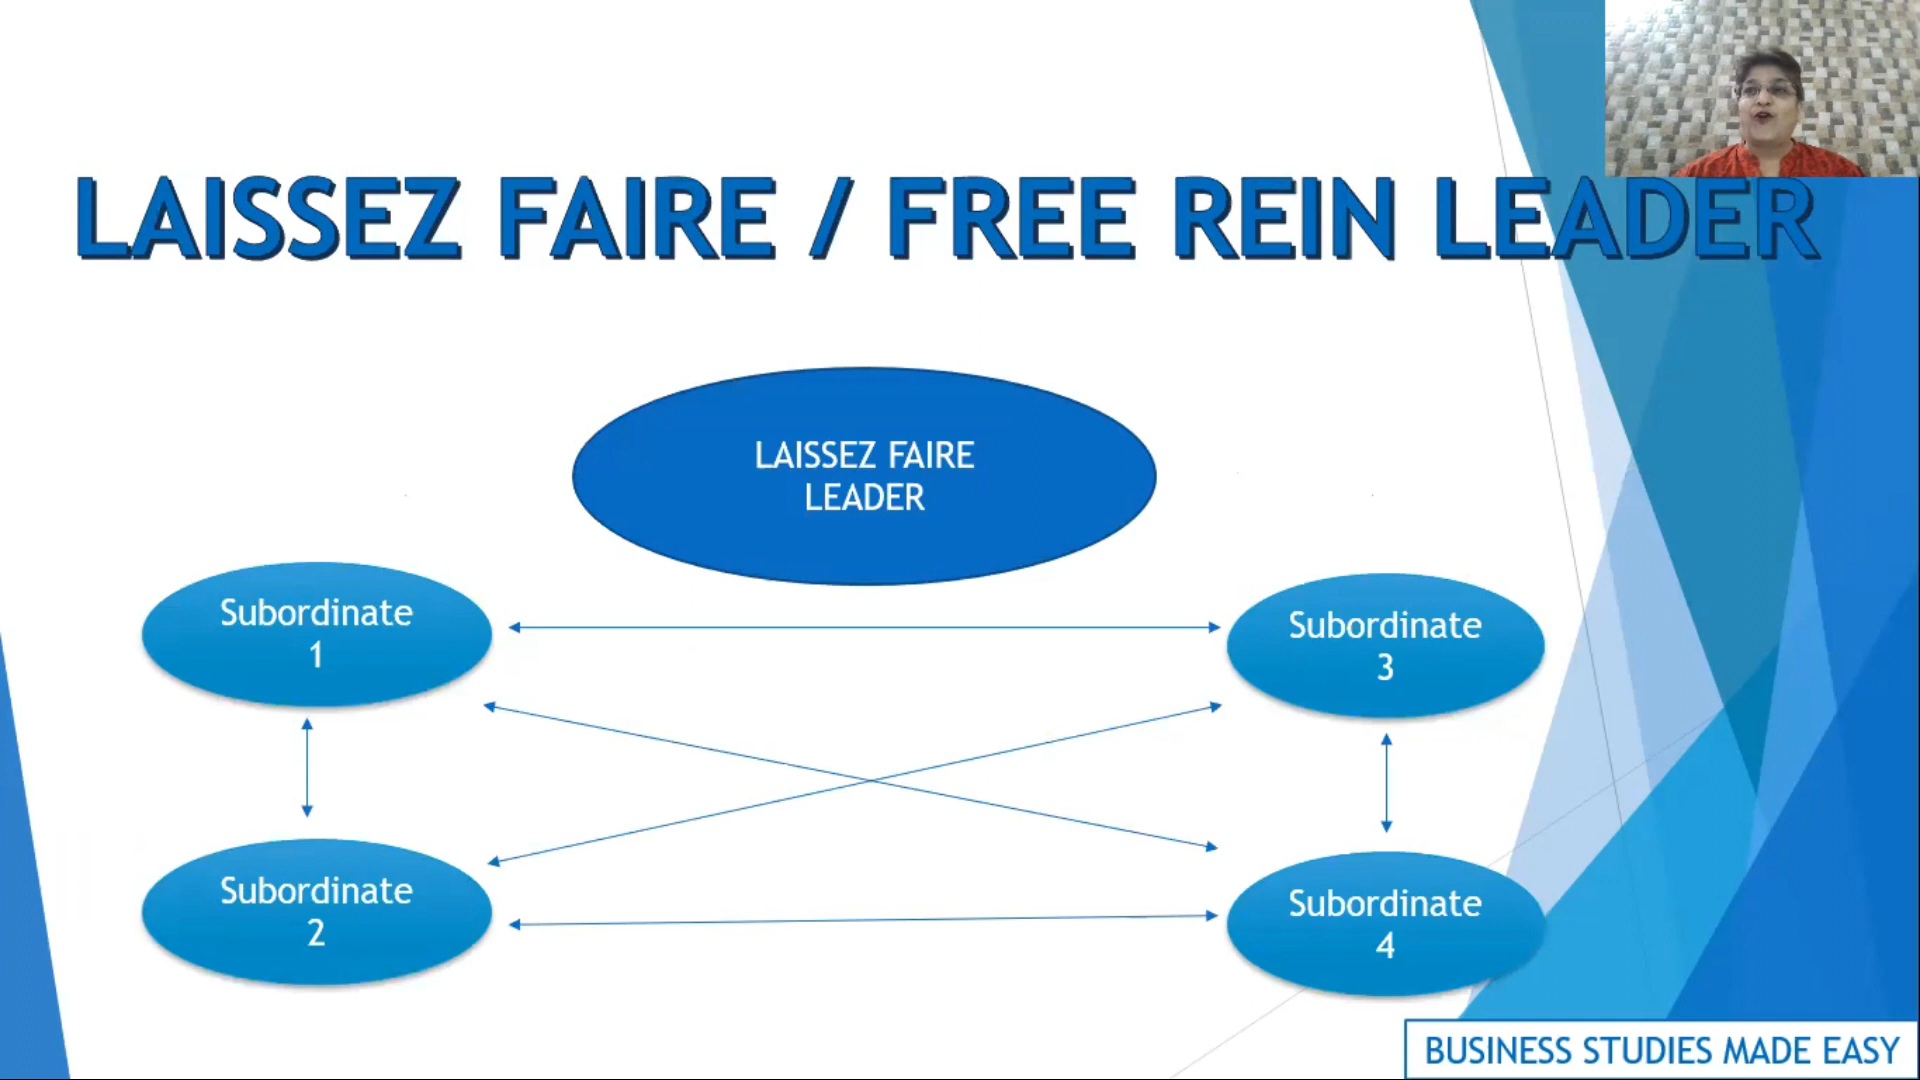 LAISSEZ FAIRE / FREE REIN LEADER
LAISSEZ FAIRE
LEADER
Subordinate
1
Subordinate
3
Subordinate
2
Subordinate
4
BUSINESS STUDIES MADE EASY